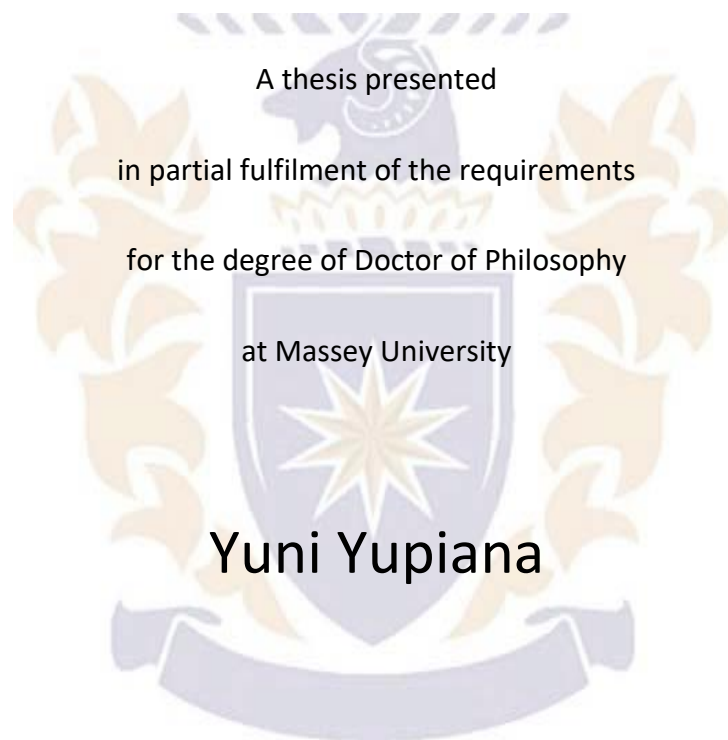 A thesis presented
in partial fulfilment of the requirements
for the degree of Doctor of Philosophy
at Massey University
Yuni Yupiana